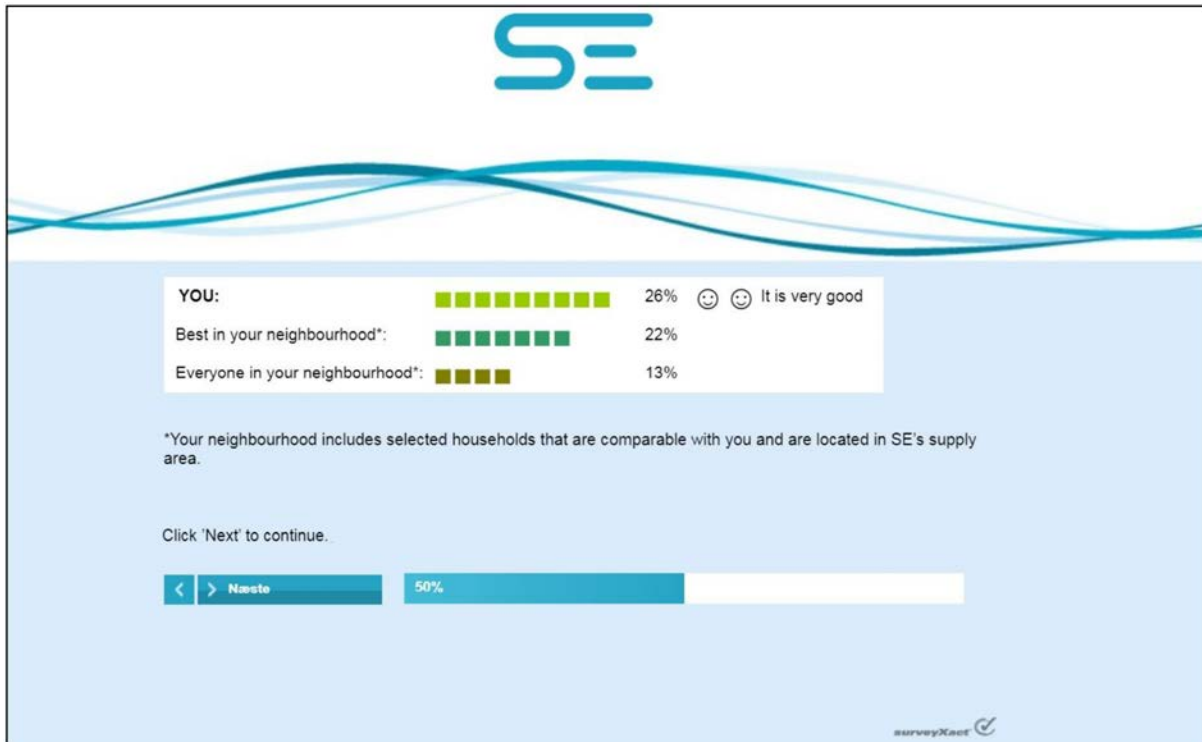 SE
YOU: 26% It is very good
Best in your neighbourhood*: 22%
Everyone in your neighbourhood*: 13%
*Your neighbourhood includes selected households that are comparable with you and are located in SE's supply
area.
Click 'Next' to continue.
< > Næste 50%
surveyXact